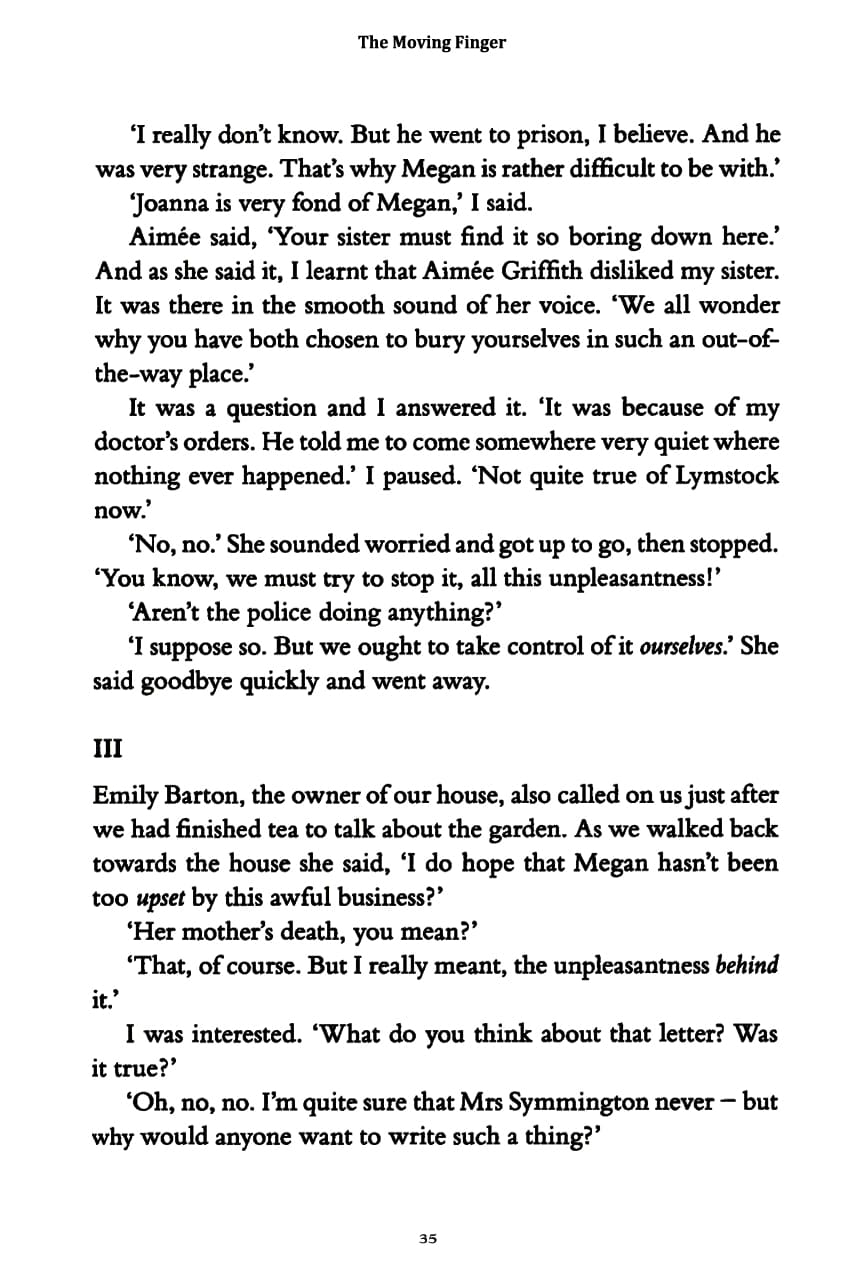 The Moving Finger
‘I really don’t know. But he went to prison, I believe. And he
was very strange. That’s why Megan is rather difficult to be with.’
‘Joanna is very fond of Megan,’ I said.
Aimée said, ‘Your sister must find it so boring down here.’
And as she said it, I learnt that Aimée Griffith disliked my sister.
It was there in the smooth sound of her voice. ‘We all wonder
why you have both chosen to bury yourselves in such an out-of-
the-way place.’
It was a question and I answered it. ‘It was because of my
doctor’s orders. He told me to come somewhere very quiet where
nothing ever happened.’ I paused. ‘Not quite true of Lymstock
now.’
‘No, no.’ She sounded worried and got up to go, then stopped.
‘You know, we must try to stop it, all this unpleasantness!’
‘Aren’t the police doing anything?’
‘I suppose so. But we ought to take control of it ourselves.’ She
said goodbye quickly and went away.
III
Emily Barton, the owner of our house, also called on us just after
we had finished tea to talk about the garden. As we walked back
towards the house she said, ‘I do hope that Megan hasn’t been
too upset by this awful business?’
‘Her mother’s death, you mean?’
‘That, of course. But I really meant, the unpleasantness behind
it.’
I was interested. ‘What do you think about that letter? Was
it true?’
‘Oh, no, no. I’m quite sure that Mrs Symmington never – but
why would anyone want to write such a thing?’
35